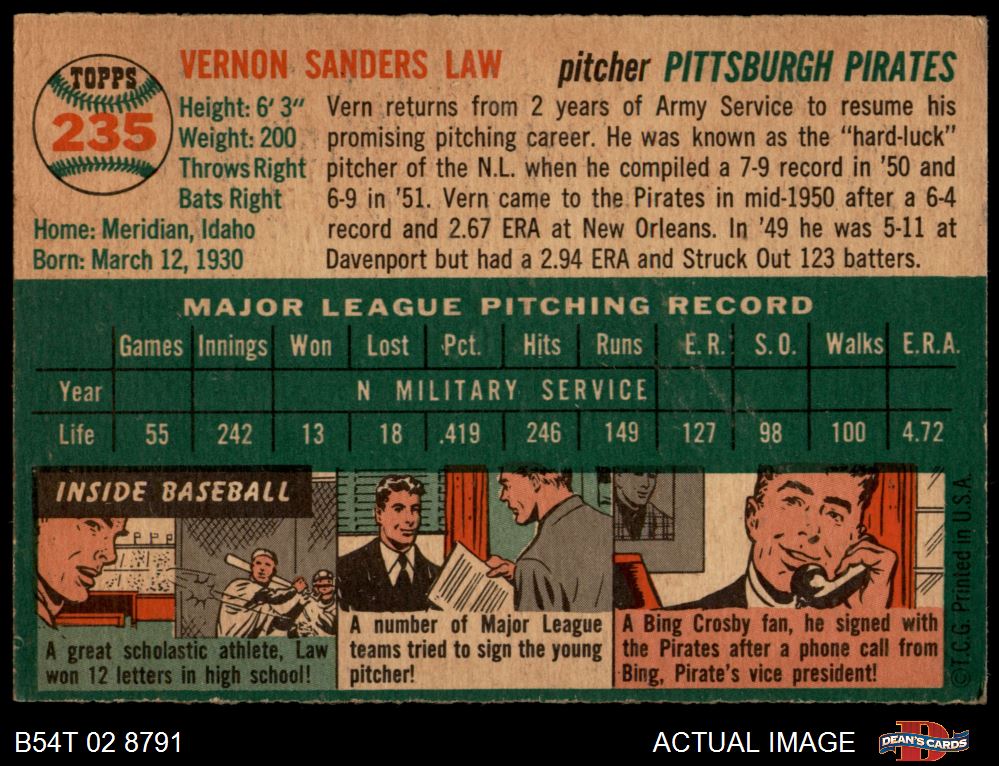 TOPPS
235
VERNON SANDERS LAW
pitcher PITTSBURGH PIRATES
Height: 6' 3"
Weight: 200
Throws Right
Bats Right
Home: Meridian, Idaho
Born: March 12, 1930
Vern returns from 2 years of Army Service to resume his
promising pitching career. He was known as the "hard-luck"
pitcher of the N.L. when he compiled a 7-9 record in '50 and
6-9 in '51. Vern came to the Pirates in mid-1950 after a 6-4
record and 2.67 ERA at New Orleans. In '49 he was 5-11 at
Davenport but had a 2.94 ERA and Struck Out 123 batters.
MAJOR LEAGUE PITCHING RECORD
Games Innings Won Lost Pct. Hits Runs E.R. S.O. Walks E.R.A.
Year N MILITARY SERVICE
Life 55 242 13 18 .419 246 149 127 98 100 4.72
INSIDE BASEBALL
A great scholastic athlete, Law
won 12 letters in high school!
A number of Major League
teams tried to sign the young
pitcher!
A Bing Crosby fan, he signed with
the Pirates after a phone call from
Bing, Pirate's vice president!
©T.C.G. Printed in U.S.A.
B54T 02 8791
ACTUAL IMAGE
DEAN'S CARDS